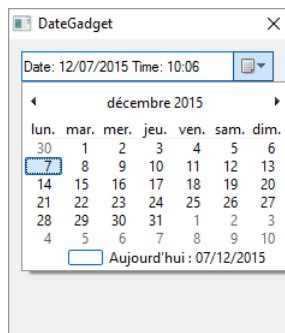 DateGadget
Date: 12/07/2015 Time: 10:06
décembre 2015
lun. mar. mer. jeu. ven. sam. dim.
30 1 2 3 4 5 6
7 8 9 10 11 12 13
14 15 16 17 18 19 20
21 22 23 24 25 26 27
28 29 30 31 1 2 3
4 5 6 7 8 9 10
Aujourd'hui : 07/12/2015